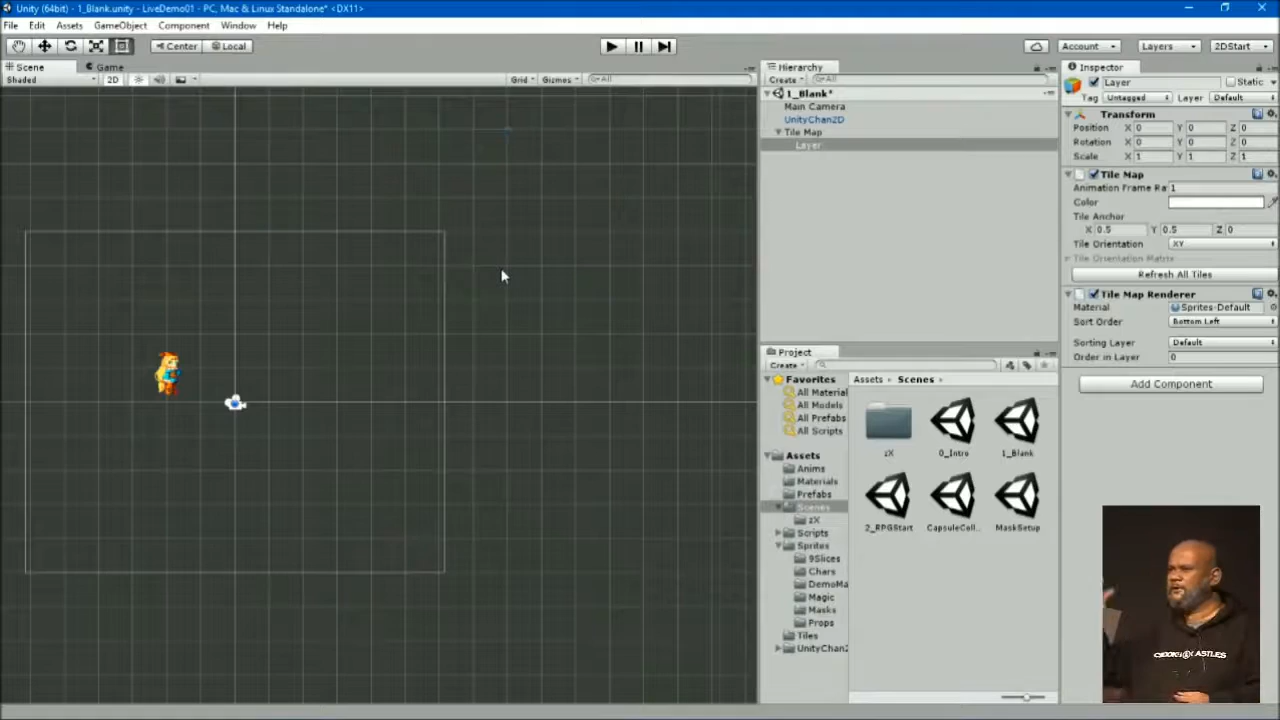 Unity (64bit) - 1_Blank.unity - LiveDemo01 - PC, Mac & Linux Standalone* <DX11>
File Edit Assets GameObject Component Window Help
Center Local
Account Layers 2DStart
Scene Game
Shaded 2D Grid Gizmos All
Hierarchy
Create All
1_Blank*
Main Camera
UnityChan2D
Tile Map
Layer
Project
Create
Favorites
All Material
All Models
All Prefabs
All Scripts
Assets
Anims
Materials
Prefabs
Scenes
zX
Scripts
Sprites
9Slices
Chars
DemoMa
Magic
Masks
Props
Tiles
UnityChan2
Assets Scenes
zX 0_Intro 1_Blank
2_RPGStart CapsuleColl... MaskSetup
Inspector
Layer Static
Tag Untagged Layer Default
Transform
Position X 0 Y 0 Z 0
Rotation X 0 Y 0 Z 0
Scale X 1 Y 1 Z 1
Tile Map
Animation Frame Ra 1
Color
Tile Anchor
X 0.5 Y 0.5 Z 0
Tile Orientation XY
Tile Orientation Matrix
Refresh All Tiles
Tile Map Renderer
Material Sprites-Default
Sort Order Bottom Left
Sorting Layer Default
Order in Layer 0
Add Component
CROOKS & CASTLES